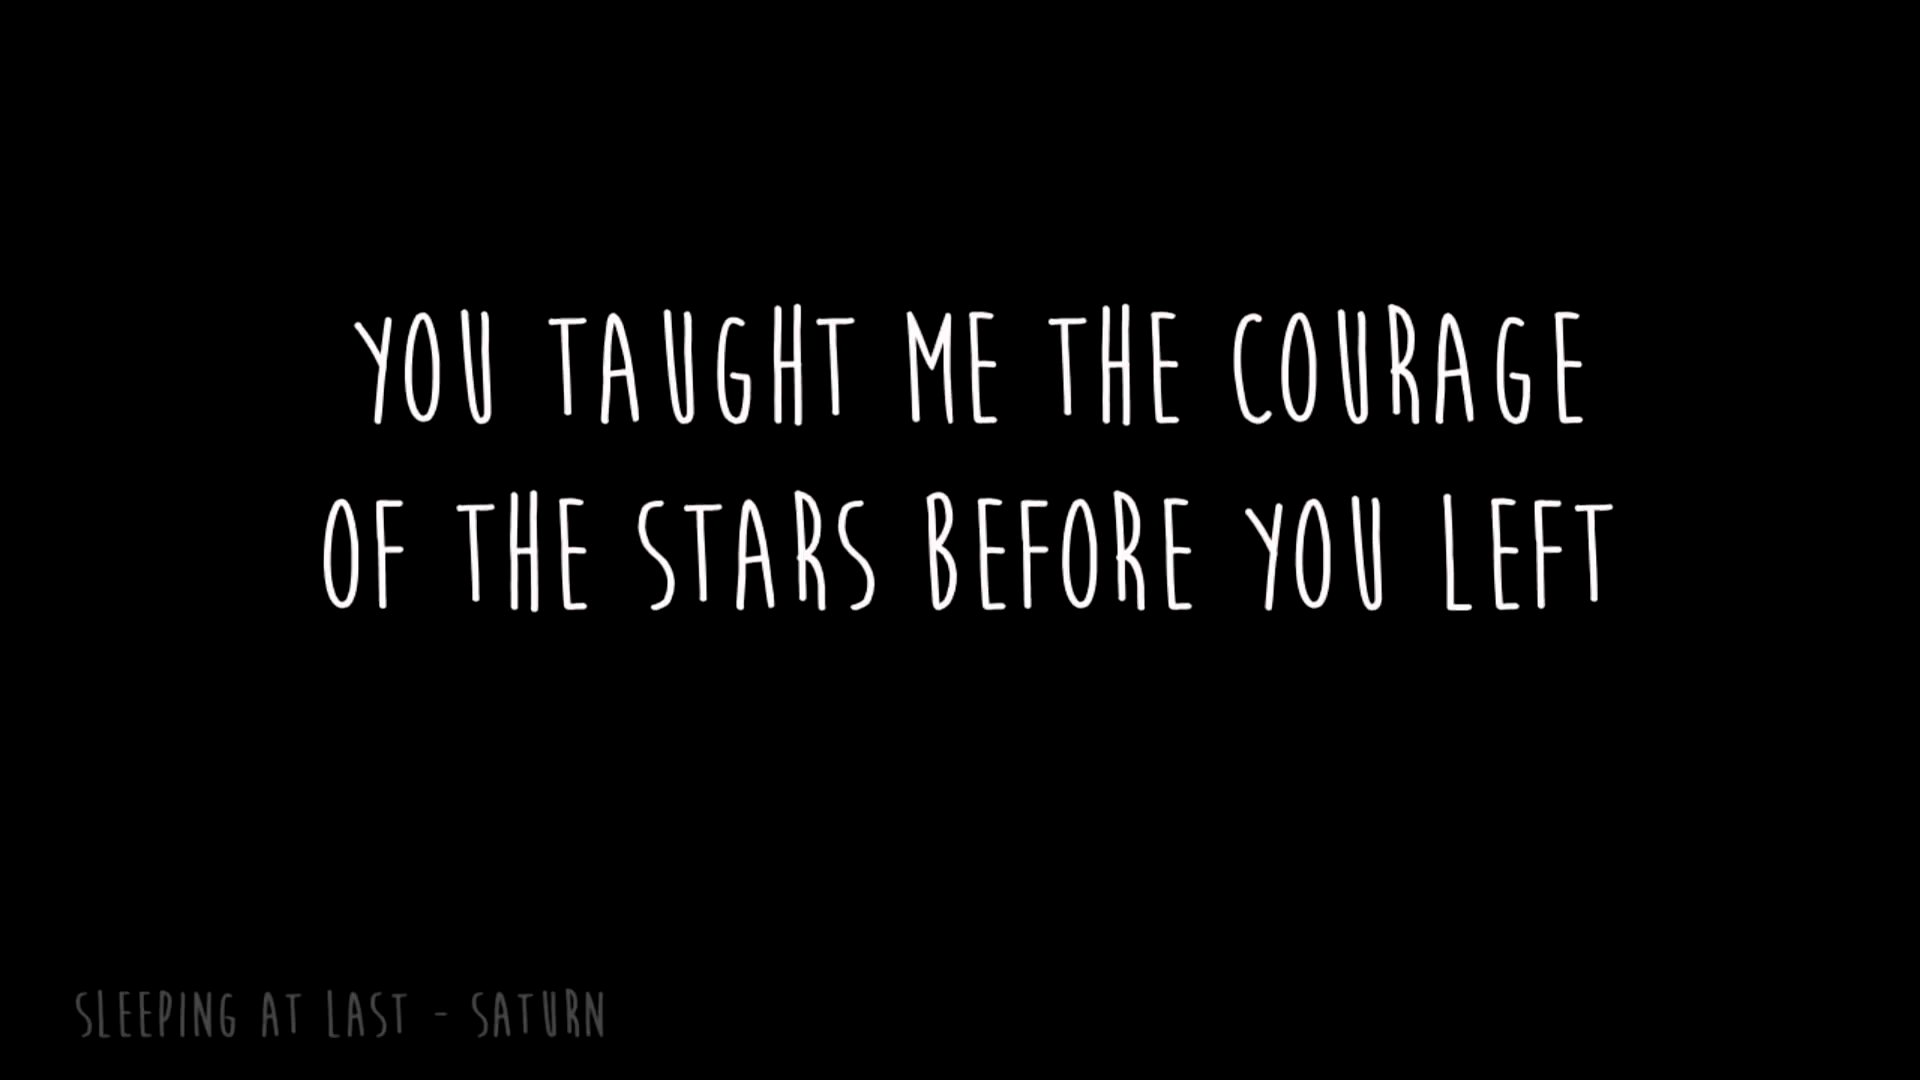 YOU TAUGHT ME THE COURAGE
OF THE STARS BEFORE YOU LEFT
SLEEPING AT LAST - SATURN